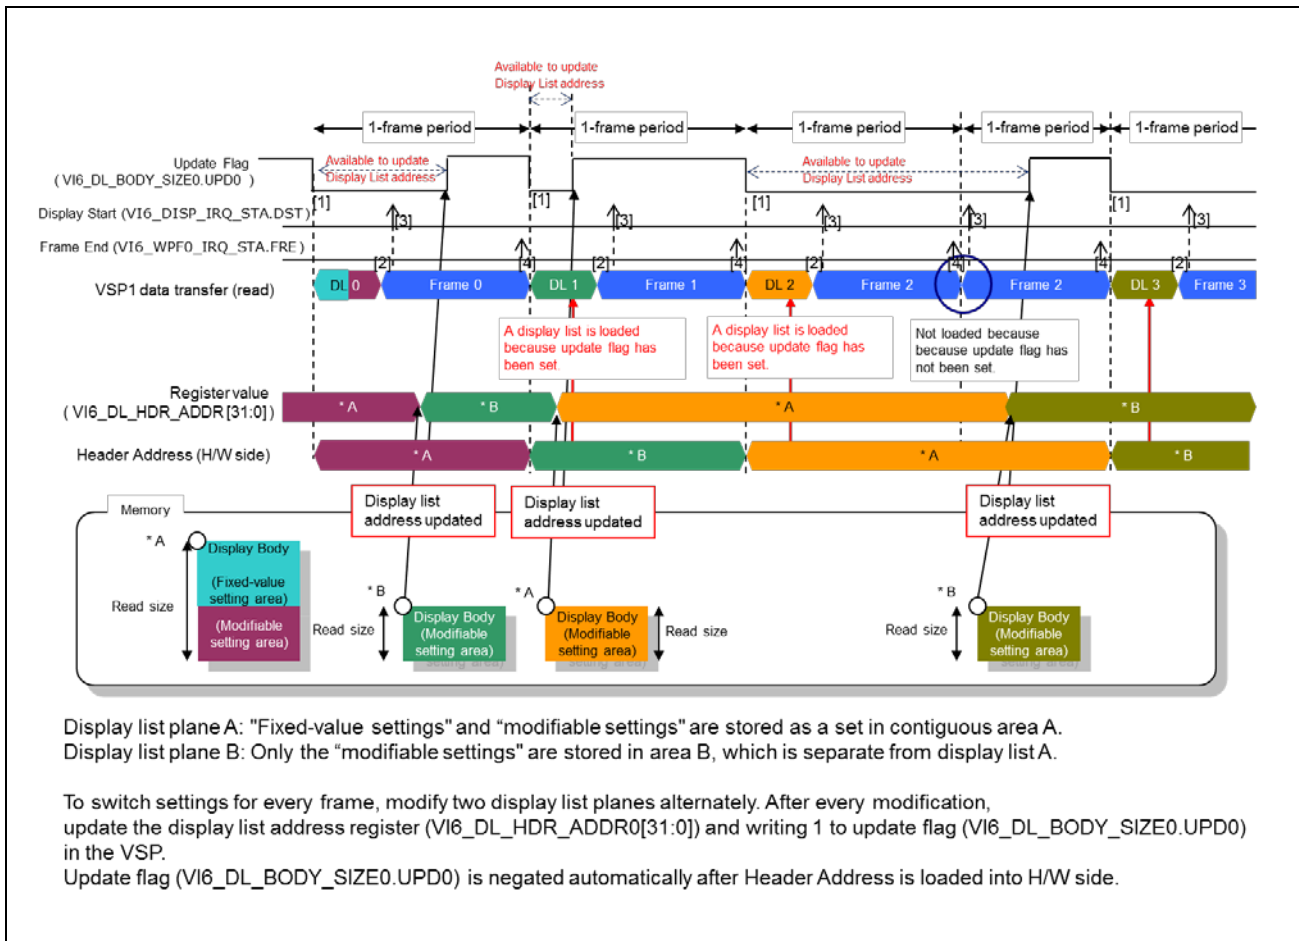 Available to update
Display List address
1-frame period
1-frame period
1-frame period
1-frame period
1-frame period
Update Flag
( VI6_DL_BODY_SIZE0.UPD0 )
Available to update
Display List address
Available to update
Display List address
[1]
[1]
[1]
[1]
Display Start (VI6_DISP_IRQ_STA.DST)
[3]
[3]
[3]
[3]
[3]
Frame End (VI6_WPF0_IRQ_STA.FRE)
[2]
[4]
[2]
[4]
[2]
[4]
[4]
[2]
VSP1 data transfer (read)
DL 0
Frame 0
DL 1
Frame 1
DL 2
Frame 2
Frame 2
DL 3
Frame 3
A display list is loaded
because update flag has
been set.
A display list is loaded
because update flag has
been set.
Not loaded because
because update flag has
not been set.
Register value
( VI6_DL_HDR_ADDR [31:0])
* A
* B
* A
* B
Header Address (H/W side)
* A
* B
* A
* B
Display list
address updated
Display list
address updated
Display list
address updated
Memory
* A
Read size
Display Body
(Fixed-value
setting area)
(Modifiable
setting area)
* B
Read size
Display Body
(Modifiable
setting area)
* A
Display Body
(Modifiable
setting area)
Read size
* B
Read size
Display Body
(Modifiable
setting area)
Display list plane A: "Fixed-value settings" and “modifiable settings" are stored as a set in contiguous area A.
Display list plane B: Only the “modifiable settings" are stored in area B, which is separate from display list A.
To switch settings for every frame, modify two display list planes alternately. After every modification,
update the display list address register (VI6_DL_HDR_ADDR0[31:0]) and writing 1 to update flag (VI6_DL_BODY_SIZE0.UPD0)
in the VSP.
Update flag (VI6_DL_BODY_SIZE0.UPD0) is negated automatically after Header Address is loaded into H/W side.